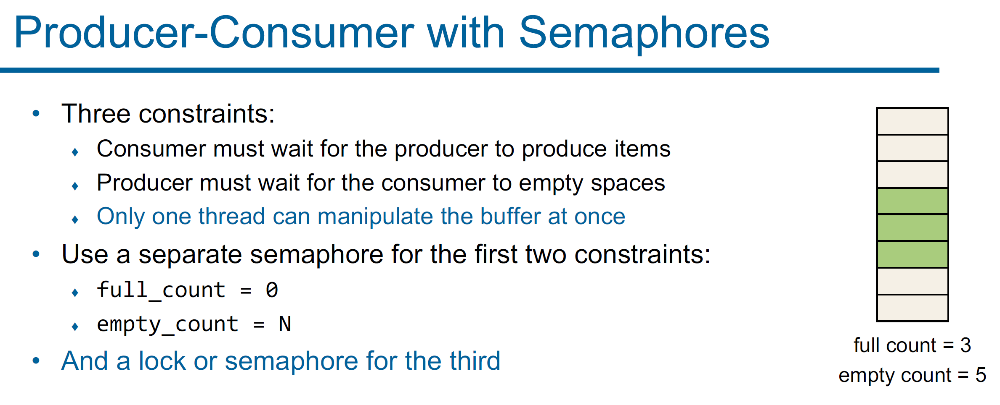 Producer-Consumer with Semaphores
• Three constraints:
♦ Consumer must wait for the producer to produce items
♦ Producer must wait for the consumer to empty spaces
♦ Only one thread can manipulate the buffer at once
• Use a separate semaphore for the first two constraints:
♦ full_count = 0
♦ empty_count = N
• And a lock or semaphore for the third
full count = 3
empty count = 5